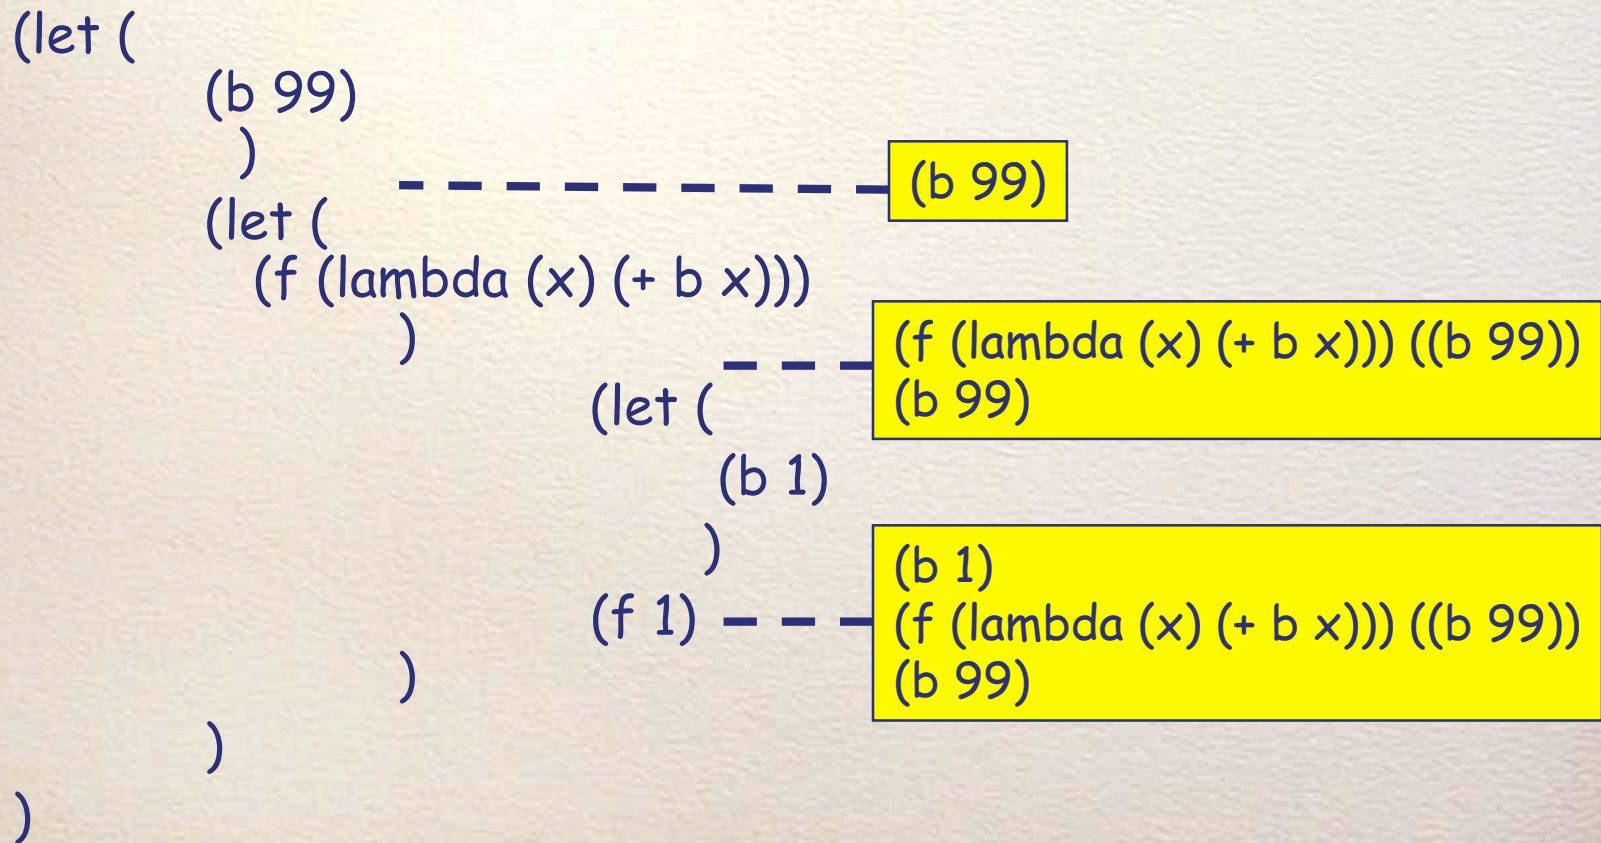 (let (
(b 99)
)
(b 99)
(let (
(f (lambda (x) (+ b x)))
)
(f (lambda (x) (+ b x))) ((b 99))
(b 99)
(let (
(b 1)
)
(b 1)
(f 1)
(f (lambda (x) (+ b x))) ((b 99))
(b 99)
)
)
)